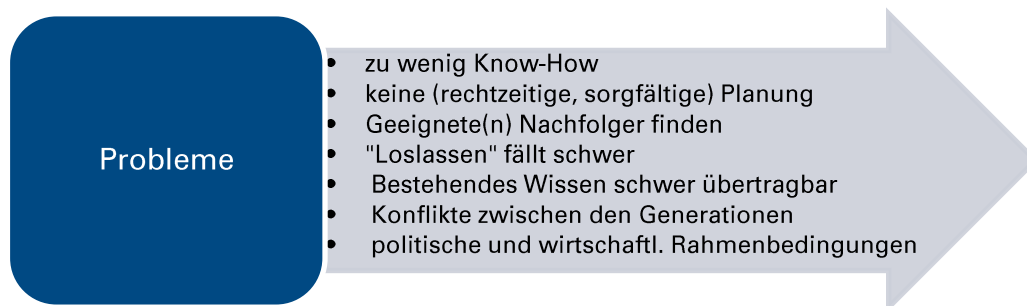 Probleme
• zu wenig Know-How
• keine (rechtzeitige, sorgfältige) Planung
• Geeignete(n) Nachfolger finden
• "Loslassen" fällt schwer
• Bestehendes Wissen schwer übertragbar
• Konflikte zwischen den Generationen
• politische und wirtschaftl. Rahmenbedingungen